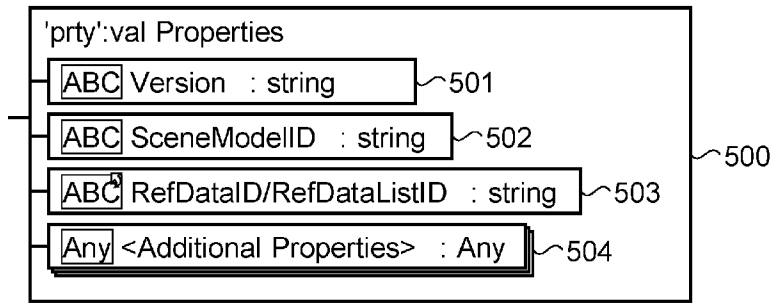 'prty':val Properties
ABC Version : string 501
ABC SceneModelID : string 502
500
ABC RefDataID/RefDataListID : string 503
Any <Additional Properties> : Any 504